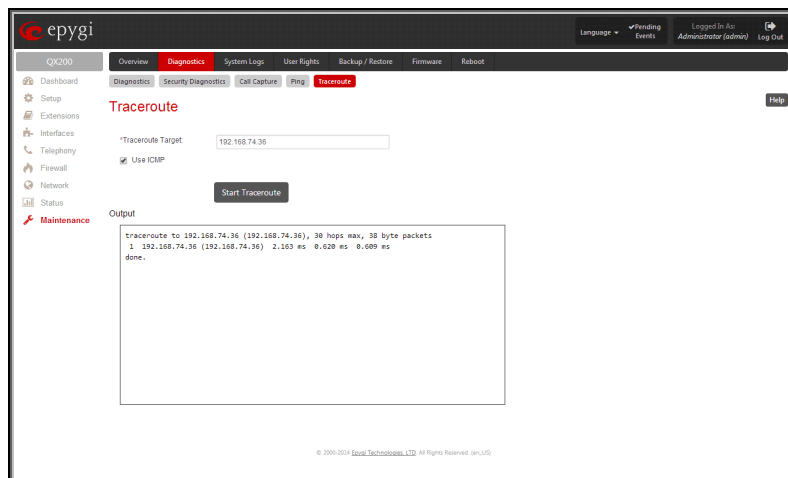 epygi
Language
Pending Events
Logged In As:
Administrator (admin)
Log Out
QX200
Overview
Diagnostics
System Logs
User Rights
Backup / Restore
Firmware
Reboot
Dashboard
Setup
Extensions
Interfaces
Telephony
Firewall
Network
Status
Maintenance
Diagnostics
Security Diagnostics
Call Capture
Ping
Traceroute
Traceroute
Help
*Traceroute Target:
192.168.74.36
Use ICMP
Start Traceroute
Output
traceroute to 192.168.74.36 (192.168.74.36), 30 hops max, 38 byte packets
1 192.168.74.36 (192.168.74.36) 2.163 ms 0.620 ms 0.609 ms
done.
© 2000-2014 Epygi Technologies, LTD. All Rights Reserved. (en_US)